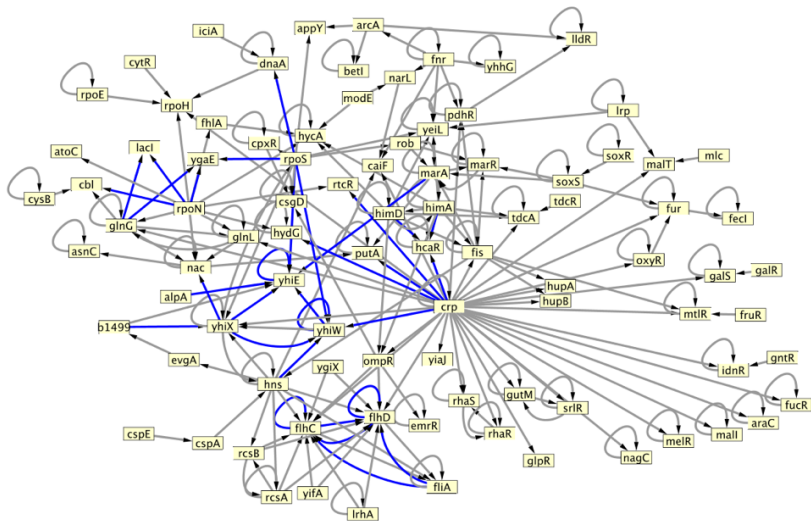 iciA
appY
arcA
lldR
cytR
dnaA
betI
fnr
yhhG
rpoE
rpoH
modE
narL
pdhR
lrp
fhlA
hycA
yeiL
atoC
lacI
cpxR
rpoS
rob
marR
soxR
malT
mlc
ygaE
caiF
marA
soxS
cysB
cbl
rpoN
csgD
rtcR
himD
himA
tdcR
tdcA
fur
fecI
glnG
glnL
hydG
hcaR
asnC
nac
putA
fis
oxyR
yhiE
hupA
galS
galR
alpA
hupB
crp
b1499
yhiX
yhiW
mtlR
fruR
evgA
ompR
yiaJ
idnR
gntR
hns
ygiX
rhaS
gutM
srlR
fucR
cspE
cspA
flhC
flhD
emrR
rhaR
araC
rcsB
glpR
nagC
melR
malI
rcsA
yifA
fliA
lrhA